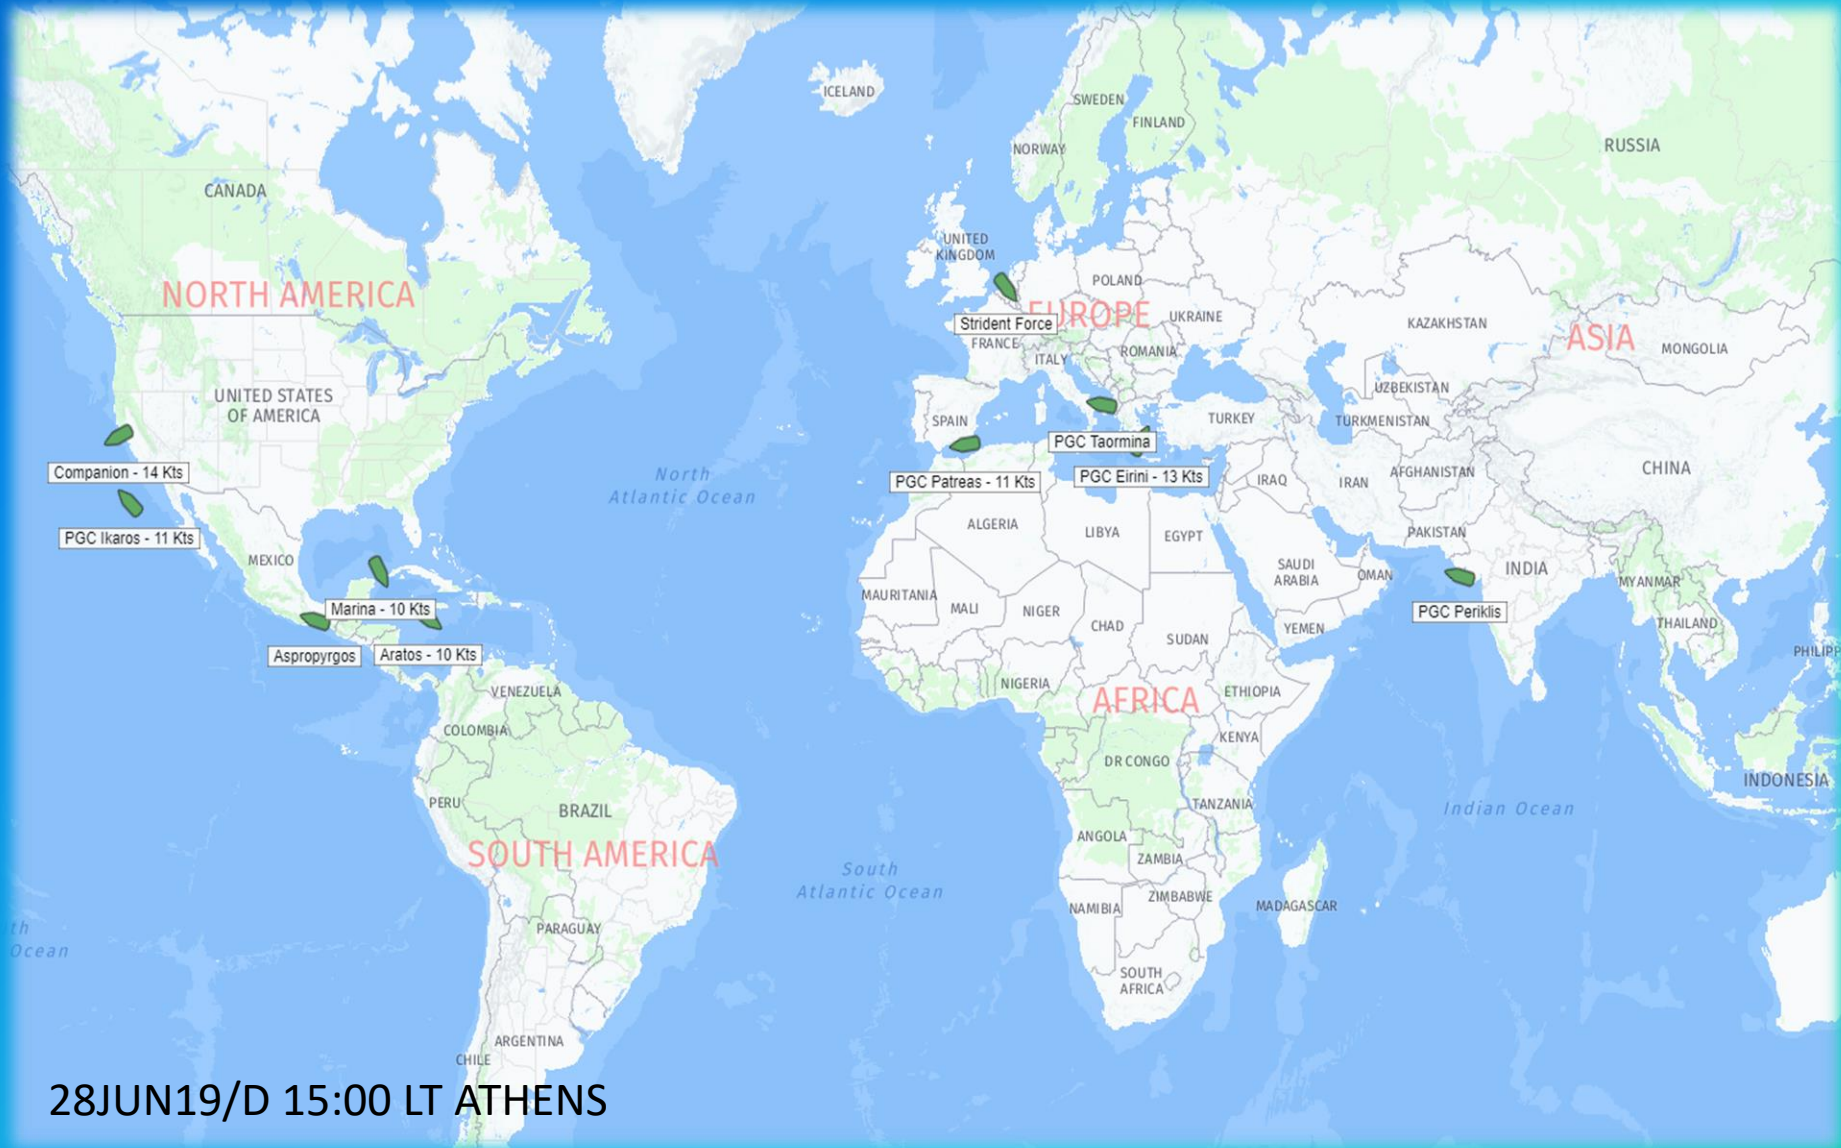 ICELAND
SWEDEN
FINLAND
NORWAY
RUSSIA
CANADA
UNITED
KINGDOM
NORTH AMERICA
POLAND
EUROPE
UKRAINE
Strident Force
FRANCE
KAZAKHSTAN
ASIA
MONGOLIA
ITALY
ROMANIA
UNITED STATES
OF AMERICA
UZBEKISTAN
SPAIN
TURKEY
TURKMENISTAN
PGC Taormina
Companion - 14 Kts
North
Atlantic Ocean
PGC Patreas - 11 Kts
PGC Eirini - 13 Kts
IRAQ
IRAN
AFGHANISTAN
CHINA
PGC Ikaros - 11 Kts
ALGERIA
LIBYA
EGYPT
PAKISTAN
MEXICO
SAUDI
ARABIA
OMAN
INDIA
MYANMAR
MAURITANIA
MALI
NIGER
CHAD
SUDAN
YEMEN
PGC Periklis
THAILAND
Marina - 10 Kts
Aspropyrgos
Aratos - 10 Kts
PHILIPP
VENEZUELA
NIGERIA
AFRICA
ETHIOPIA
COLOMBIA
KENYA
DR CONGO
INDONESIA
PERU
BRAZIL
TANZANIA
Indian Ocean
SOUTH AMERICA
ANGOLA
ZAMBIA
South
Atlantic Ocean
ZIMBABWE
NAMIBIA
MADAGASCAR
PARAGUAY
th
Ocean
SOUTH
AFRICA
ARGENTINA
CHILE
28JUN19/D 15:00 LT ATHENS